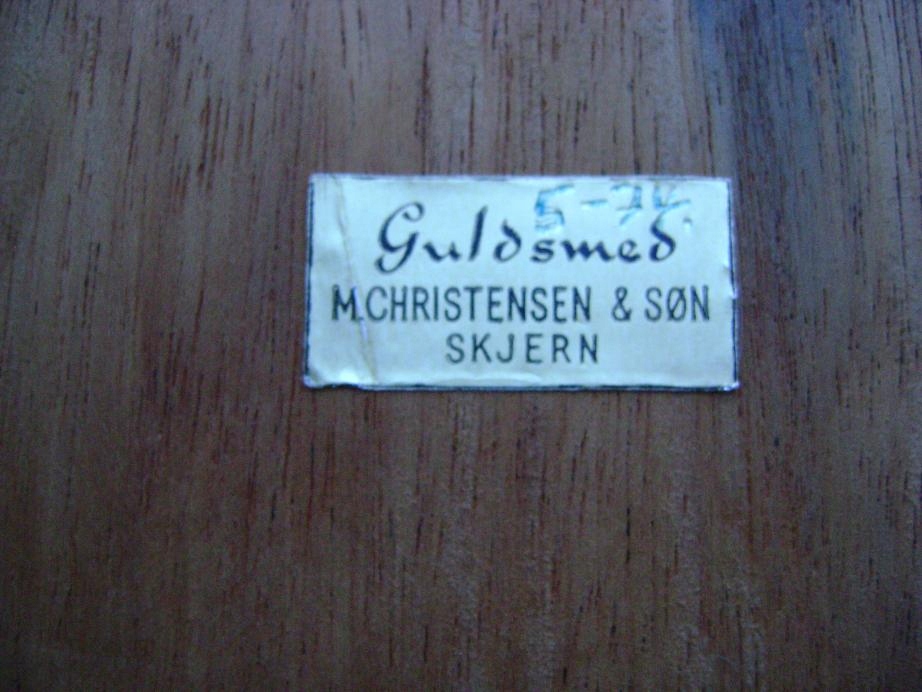 5-74.
Guldsmed
M.CHRISTENSEN & SØN
SKJERN